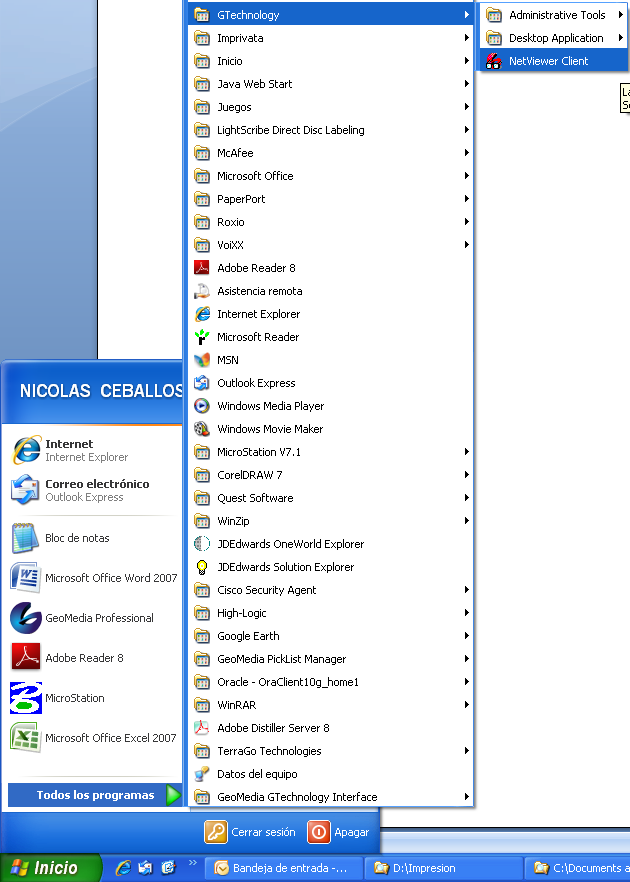 GTechnology
Imprivata
Inicio
Java Web Start
Juegos
LightScribe Direct Disc Labeling
McAfee
Microsoft Office
PaperPort
Roxio
VoiXX
Adobe Reader 8
Asistencia remota
Internet Explorer
Microsoft Reader
MSN
Outlook Express
Windows Media Player
Windows Movie Maker
MicroStation V7.1
CorelDRAW 7
Quest Software
WinZip
JDEdwards OneWorld Explorer
JDEdwards Solution Explorer
Cisco Security Agent
High-Logic
Google Earth
GeoMedia PickList Manager
Oracle - OraClient10g_home1
WinRAR
Adobe Distiller Server 8
TerraGo Technologies
Datos del equipo
GeoMedia GTechnology Interface
Administrative Tools
Desktop Application
NetViewer Client
NICOLAS CEBALLOS
Internet
Internet Explorer
Correo electrónico
Outlook Express
Bloc de notas
Microsoft Office Word 2007
GeoMedia Professional
Adobe Reader 8
MicroStation
Microsoft Office Excel 2007
Todos los programas
Cerrar sesión
Apagar
Inicio
Bandeja de entrada -...
D:\Impresion
C:\Documents a